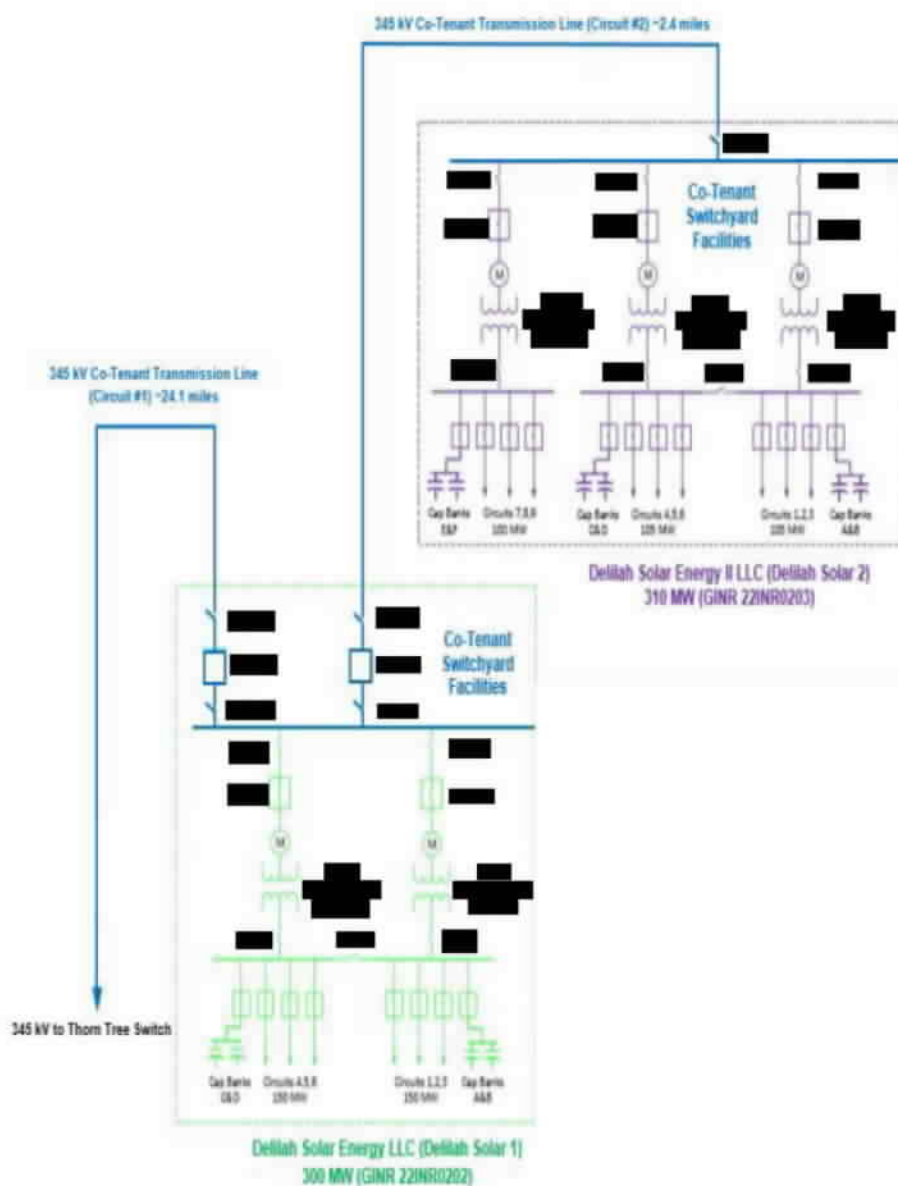 345 kV Co-Tenant Transmission Line (Circuit #2) ~2.4 miles
Co-Tenant
Switchyard
Facilities
M
M
M
345 kV Co-Tenant Transmission Line
(Circuit #1) ~24.1 miles
Cap Banks
E&F
Circuits 7,8,9
100 MW
Cap Banks
C&D
Circuits 4,5,6
105 MW
Circuits 1,2,3
105 MW
Cap Banks
A&B
Delilah Solar Energy II LLC (Delilah Solar 2)
310 MW (GINR 22INR0203)
Co-Tenant
Switchyard
Facilities
M
M
345 kV to Thorn Tree Switch
Cap Banks
C&D
Circuits 4,5,6
150 MW
Circuits 1,2,3
150 MW
Cap Banks
A&B
Delilah Solar Energy LLC (Delilah Solar 1)
300 MW (GINR 22INR0202)